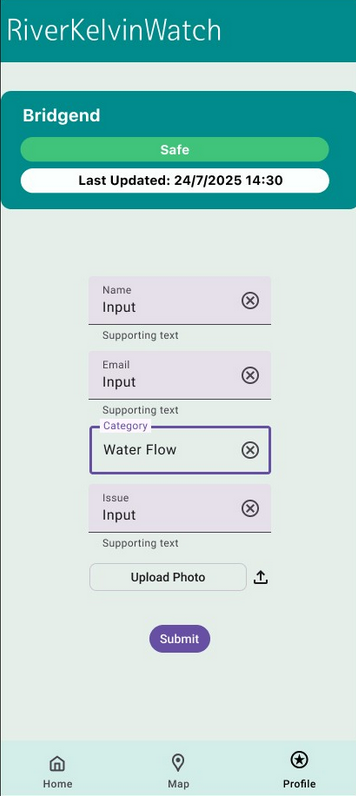 RiverKelvinWatch
Bridgend
Safe
Last Updated: 24/7/2025 14:30
Name
Input
Supporting text
Email
Input
Supporting text
Category
Water Flow
Issue
Input
Supporting text
Upload Photo
Submit
Home
Map
Profile